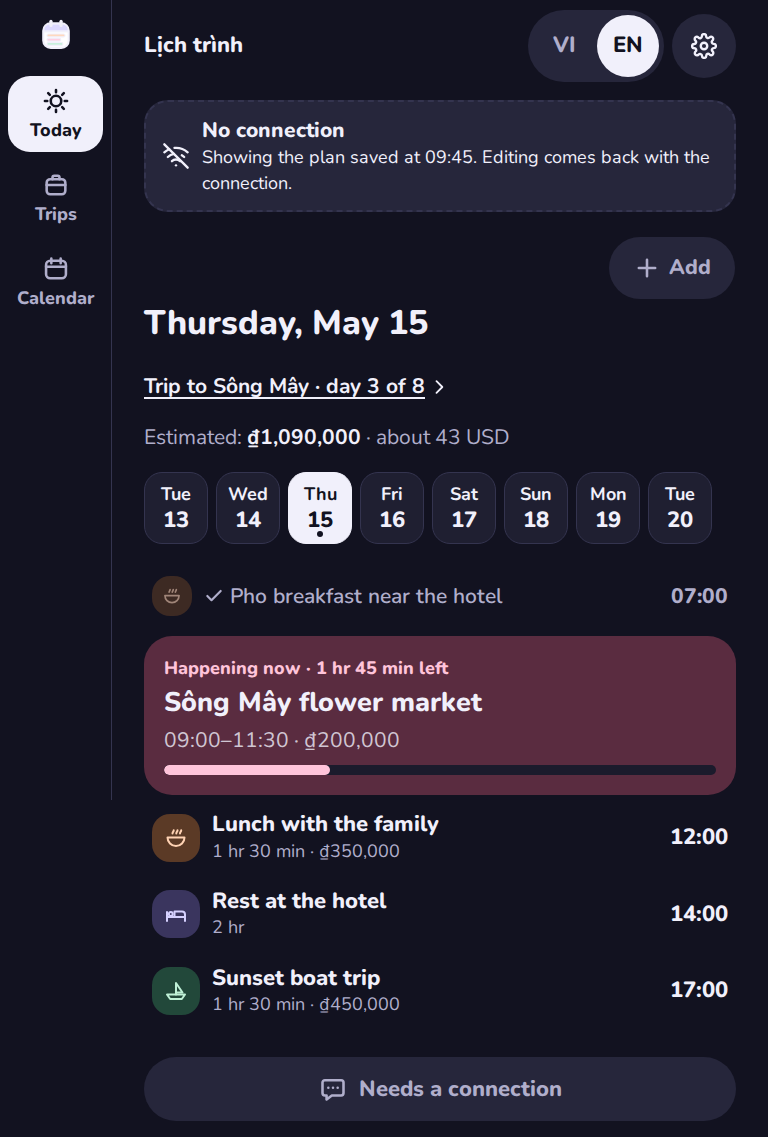 Lịch trình
VI
EN
Today
Trips
Calendar
No connection
Showing the plan saved at 09:45. Editing comes back with the
connection.
Add
Thursday, May 15
Trip to Sông Mây · day 3 of 8
Estimated: ₫1,090,000 · about 43 USD
Tue
13
Wed
14
Thu
15
Fri
16
Sat
17
Sun
18
Mon
19
Tue
20
Pho breakfast near the hotel
07:00
Happening now · 1 hr 45 min left
Sông Mây flower market
09:00–11:30 · ₫200,000
Lunch with the family
1 hr 30 min · ₫350,000
12:00
Rest at the hotel
2 hr
14:00
Sunset boat trip
1 hr 30 min · ₫450,000
17:00
Needs a connection